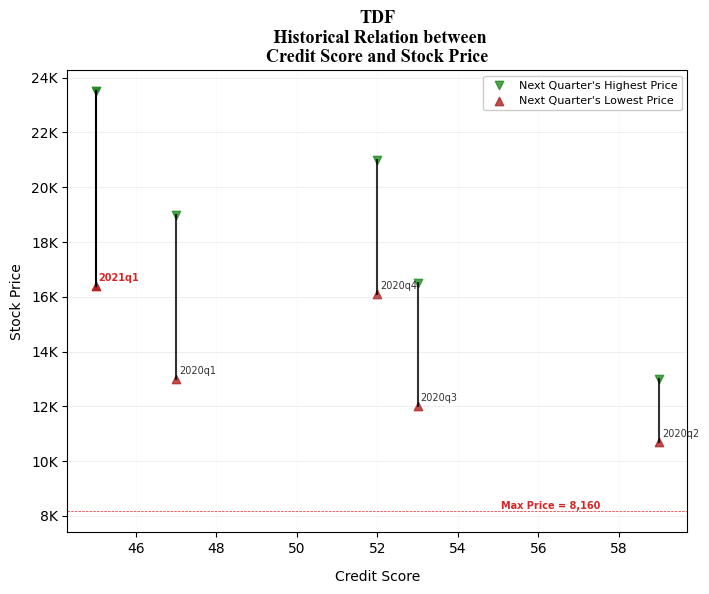 TDF
Historical Relation between
Credit Score and Stock Price
Next Quarter's Highest Price
Next Quarter's Lowest Price
24K
22K
20K
18K
16K
14K
12K
10K
8K
Stock Price
2021q1
2020q4
2020q1
2020q3
2020q2
Max Price = 8,160
46 48 50 52 54 56 58
Credit Score